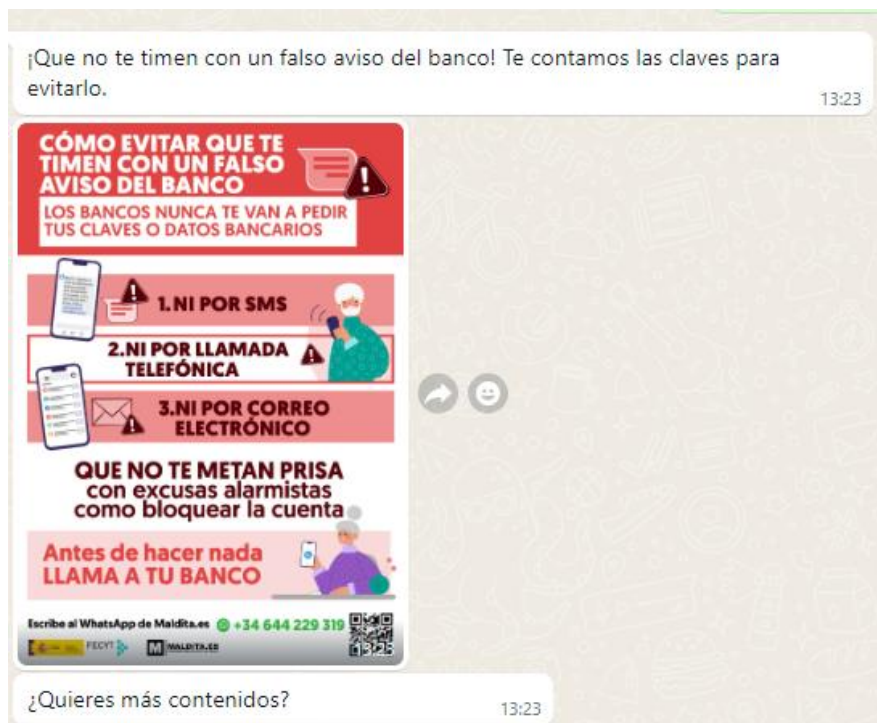 ¡Que no te timen con un falso aviso del banco! Te contamos las claves para
evitarlo.
13:23
CÓMO EVITAR QUE TE
TIMEN CON UN FALSO
AVISO DEL BANCO
LOS BANCOS NUNCA TE VAN A PEDIR
TUS CLAVES O DATOS BANCARIOS
1.NI POR SMS
2.NI POR LLAMADA
TELEFÓNICA
3.NI POR CORREO
ELECTRÓNICO
QUE NO TE METAN PRISA
con excusas alarmistas
como bloquear la cuenta
Antes de hacer nada
LLAMA A TU BANCO
Escribe al WhatsApp de Maldita.es +34 644 229 319
FECYT
M MALDITA.ES
13:23
¿Quieres más contenidos?
13:23